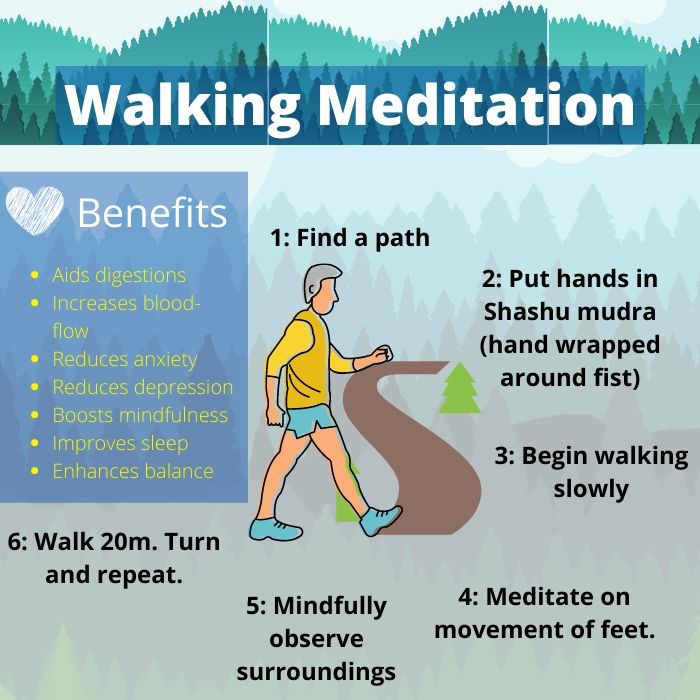 Walking Meditation
Benefits
Aids digestions
Increases blood-
flow
Reduces anxiety
Reduces depression
Boosts mindfulness
Improves sleep
Enhances balance
1: Find a path
2: Put hands in
Shashu mudra
(hand wrapped
around fist)
3: Begin walking
slowly
4: Meditate on
movement of feet.
5: Mindfully
observe
surroundings
6: Walk 20m. Turn
and repeat.